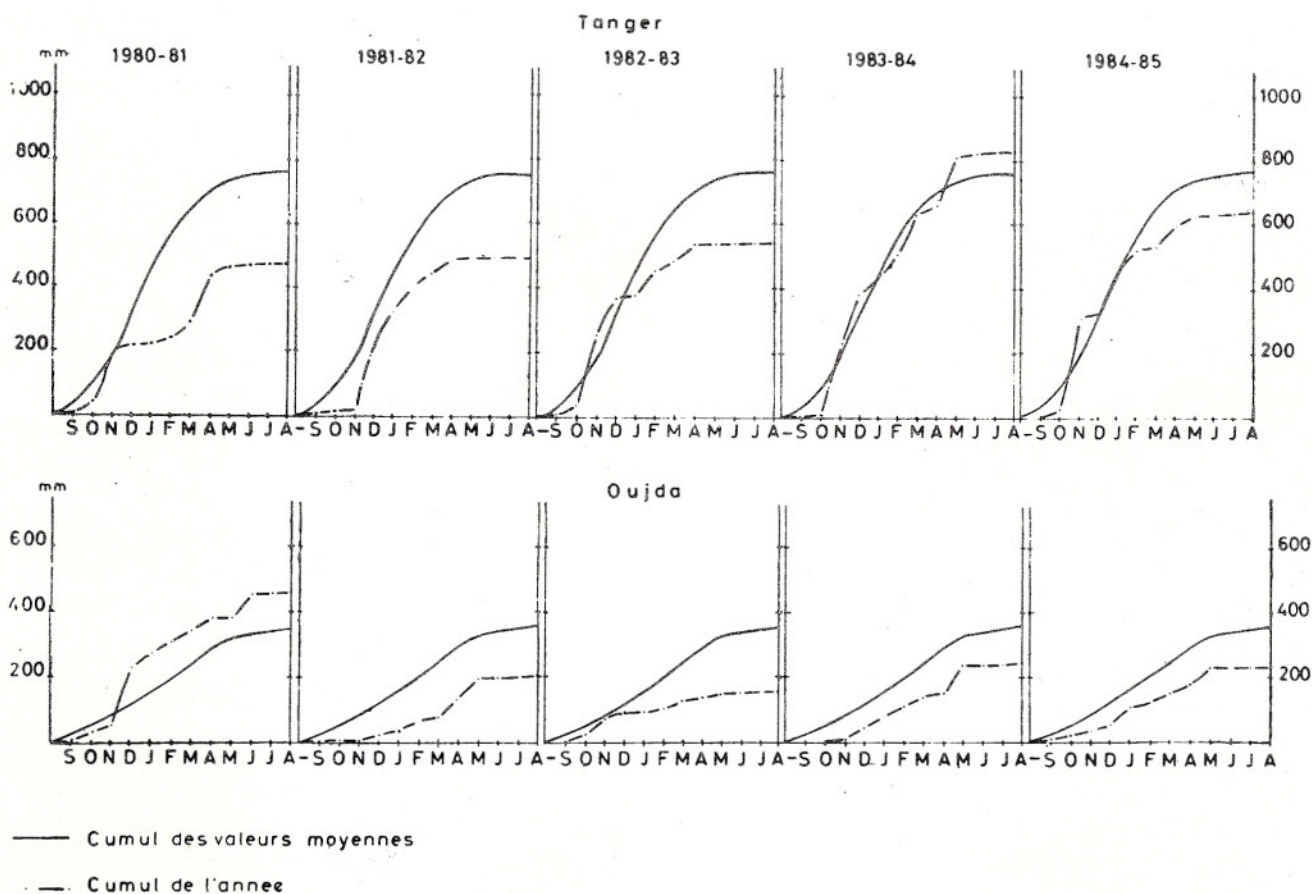 Tanger
mm 1980-81 1981-82 1982-83 1983-84 1984-85
1000 1000
800 800
600 600
400 400
200 200
S O N D J F M A M J J A – S O N D J F M A M J J A – S O N D J F M A M J J A – S O N D J F M A M J J A – S O N D J F M A M J J A
mm Oujda
600 600
400 400
200 200
S O N D J F M A M J J A – S O N D J F M A M J J A – S O N D J F M A M J J A – S O N D J F M A M J J A – S O N D J F M A M J J A
Cumul des valeurs moyennes
Cumul de l'annee